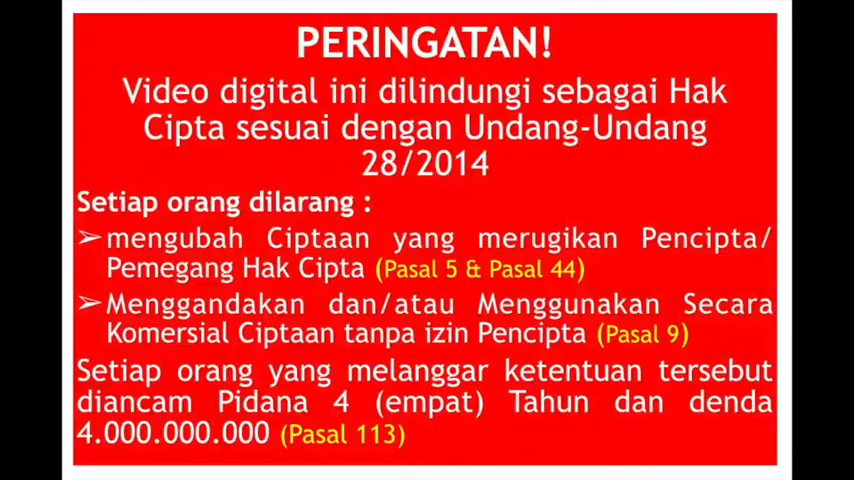 PERINGATAN!
Video digital ini dilindungi sebagai Hak
Cipta sesuai dengan Undang-Undang
28/2014
Setiap orang dilarang :
➢mengubah Ciptaan yang merugikan Pencipta/
Pemegang Hak Cipta (Pasal 5 & Pasal 44)
➢Menggandakan dan/atau Menggunakan Secara
Komersial Ciptaan tanpa izin Pencipta (Pasal 9)
Setiap orang yang melanggar ketentuan tersebut
diancam Pidana 4 (empat) Tahun dan denda
4.000.000.000 (Pasal 113)